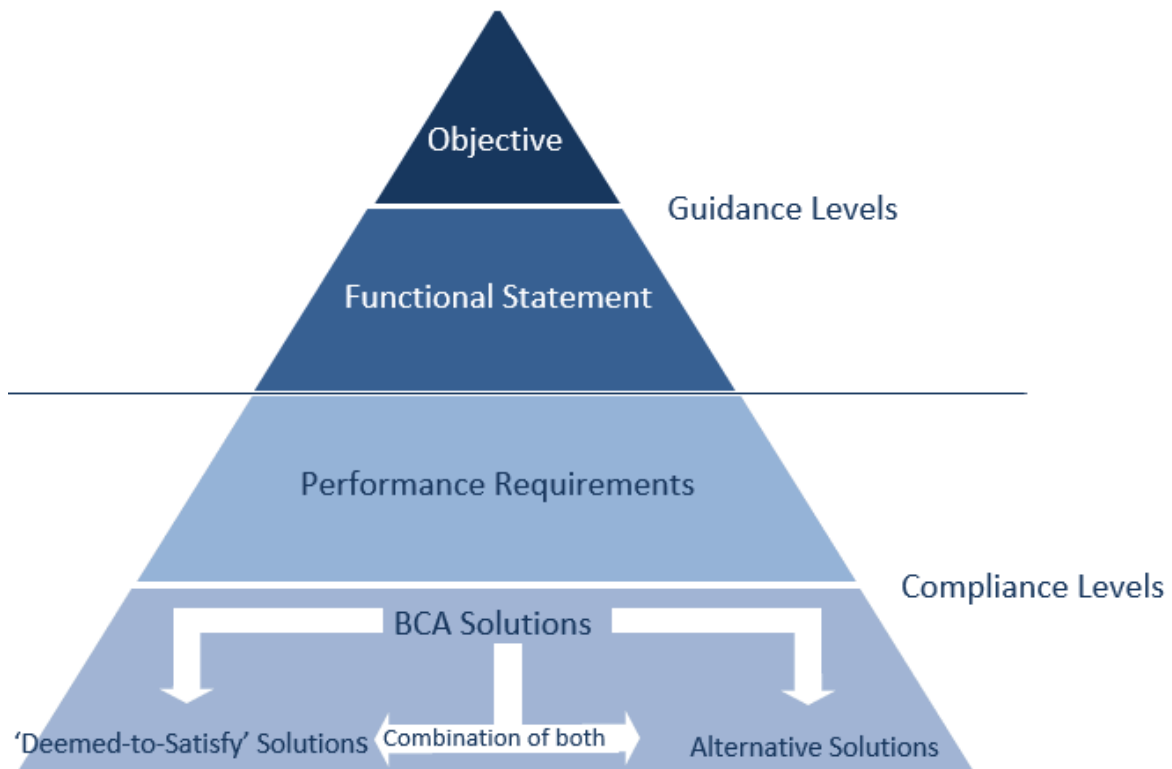 Objective
Guidance Levels
Functional Statement
Performance Requirements
Compliance Levels
BCA Solutions
'Deemed-to-Satisfy' Solutions
Combination of both
Alternative Solutions